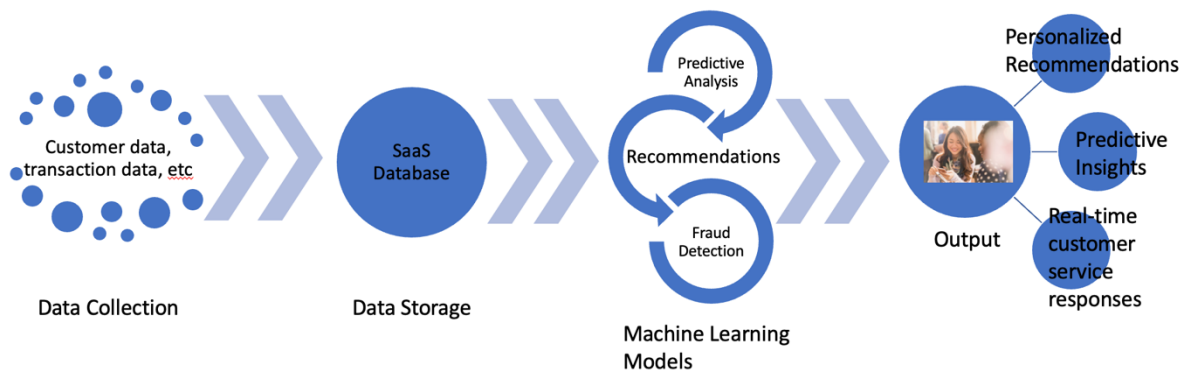 Customer data,
transaction data, etc
Data Collection
SaaS
Database
Data Storage
Predictive
Analysis
Recommendations
Fraud
Detection
Machine Learning
Models
Output
Personalized
Recommendations
Predictive
Insights
Real-time
customer
service
responses